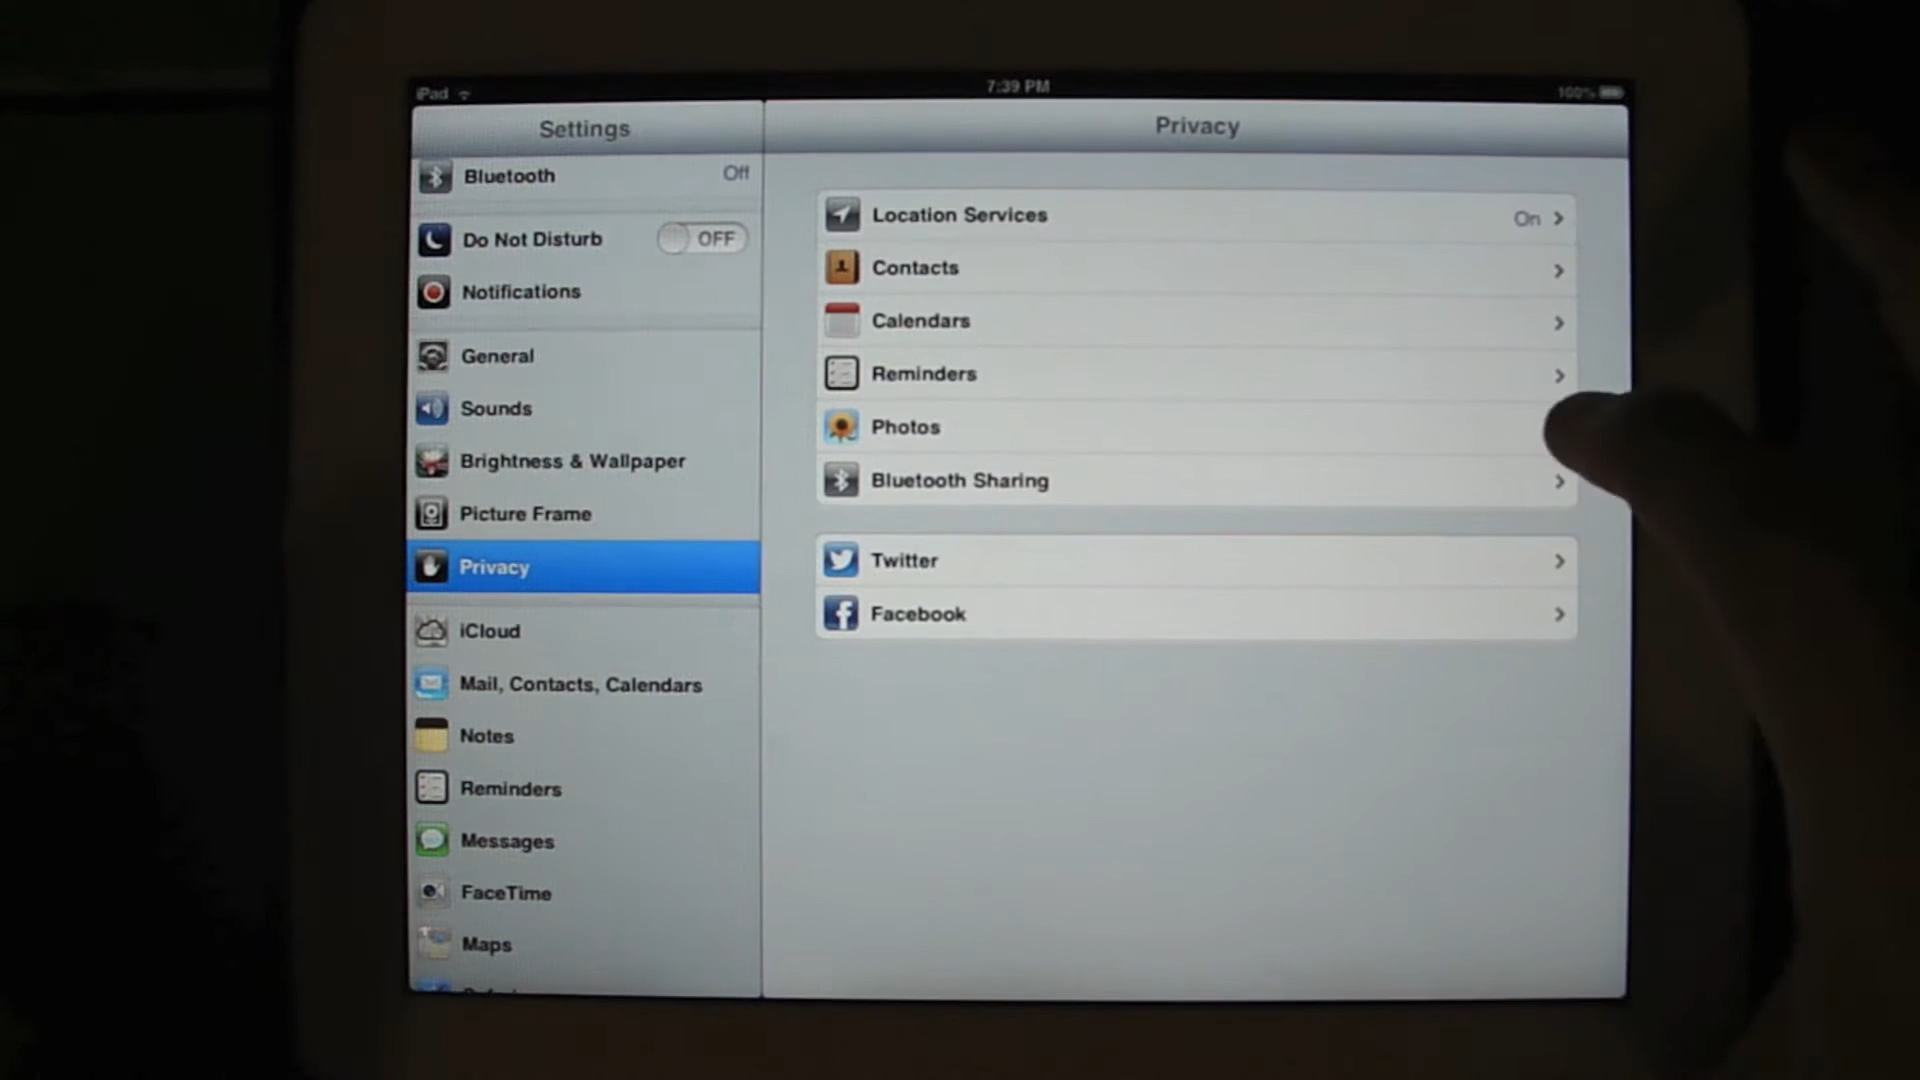 iPad
7:39 PM
100%
Settings
Privacy
Bluetooth
Off
Do Not Disturb
OFF
Notifications
General
Sounds
Brightness & Wallpaper
Picture Frame
Privacy
iCloud
Mail, Contacts, Calendars
Notes
Reminders
Messages
FaceTime
Maps
Location Services
On
Contacts
Calendars
Reminders
Photos
Bluetooth Sharing
Twitter
Facebook